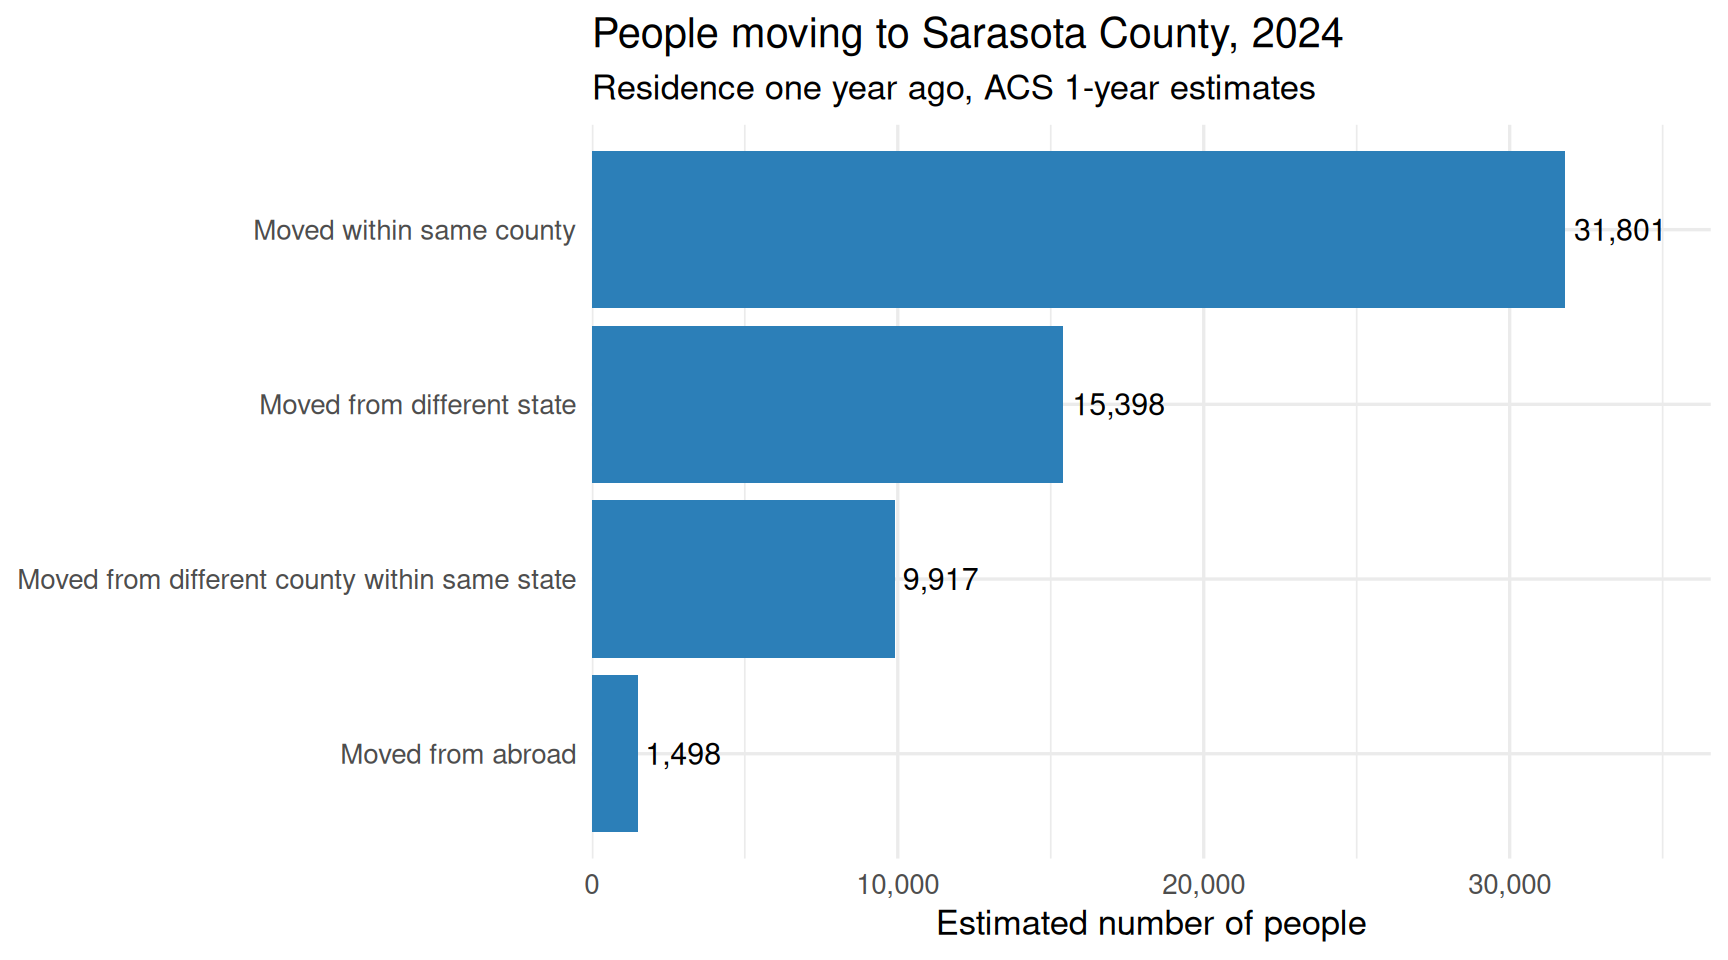 People moving to Sarasota County, 2024
Residence one year ago, ACS 1-year estimates
Moved within same county
31,801
Moved from different state
15,398
Moved from different county within same state
9,917
Moved from abroad
1,498
0
10,000
20,000
30,000
Estimated number of people